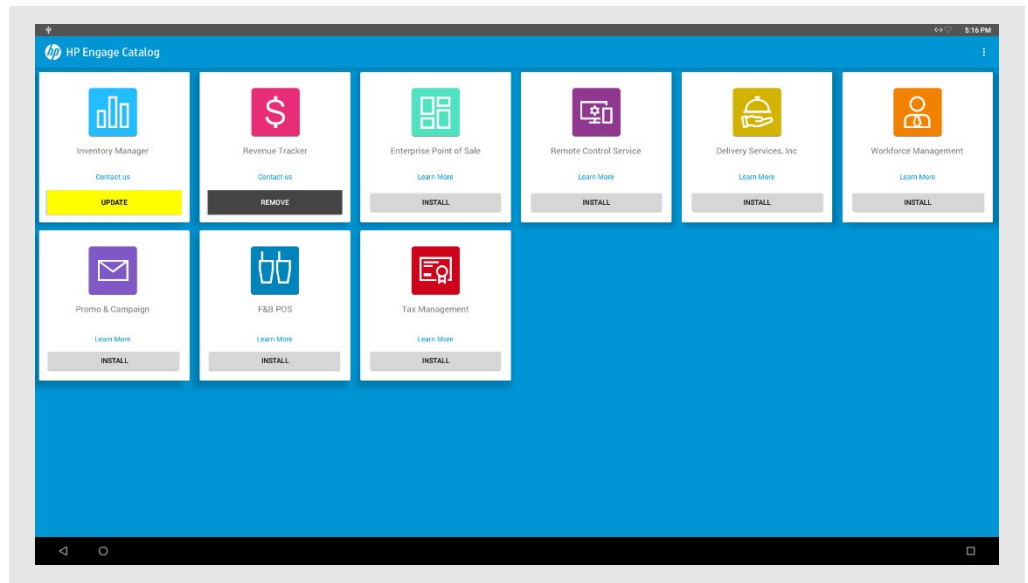 5:16 PM
hp HP Engage Catalog
Inventory Manager
Contact us
UPDATE
Revenue Tracker
Contact us
REMOVE
Enterprise Point of Sale
Learn More
INSTALL
Remote Control Service
Learn More
INSTALL
Delivery Services, Inc
Learn More
INSTALL
Workforce Management
Learn More
INSTALL
Promo & Campaign
Learn More
INSTALL
F&B POS
Learn More
INSTALL
Tax Management
Learn More
INSTALL